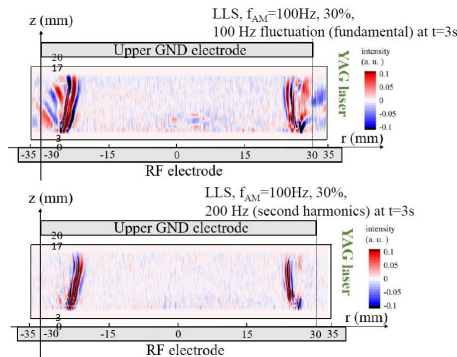 LLS, fAM=100Hz, 30%,
100 Hz fluctuation (fundamental) at t=3s
z (mm)
20
Upper GND electrode
17
YAG laser
intensity
(a. u.)
0.1
0.05
0
-0.05
-0.1
r (mm)
3
0
-35 -30 -15 0 15 30 35
RF electrode
LLS, fAM=100Hz, 30%,
200 Hz (second harmonics) at t=3s
z (mm)
20
Upper GND electrode
17
YAG laser
intensity
(a. u.)
0.1
0.05
0
-0.05
-0.1
r (mm)
3
0
-35 -30 -15 0 15 30 35
RF electrode